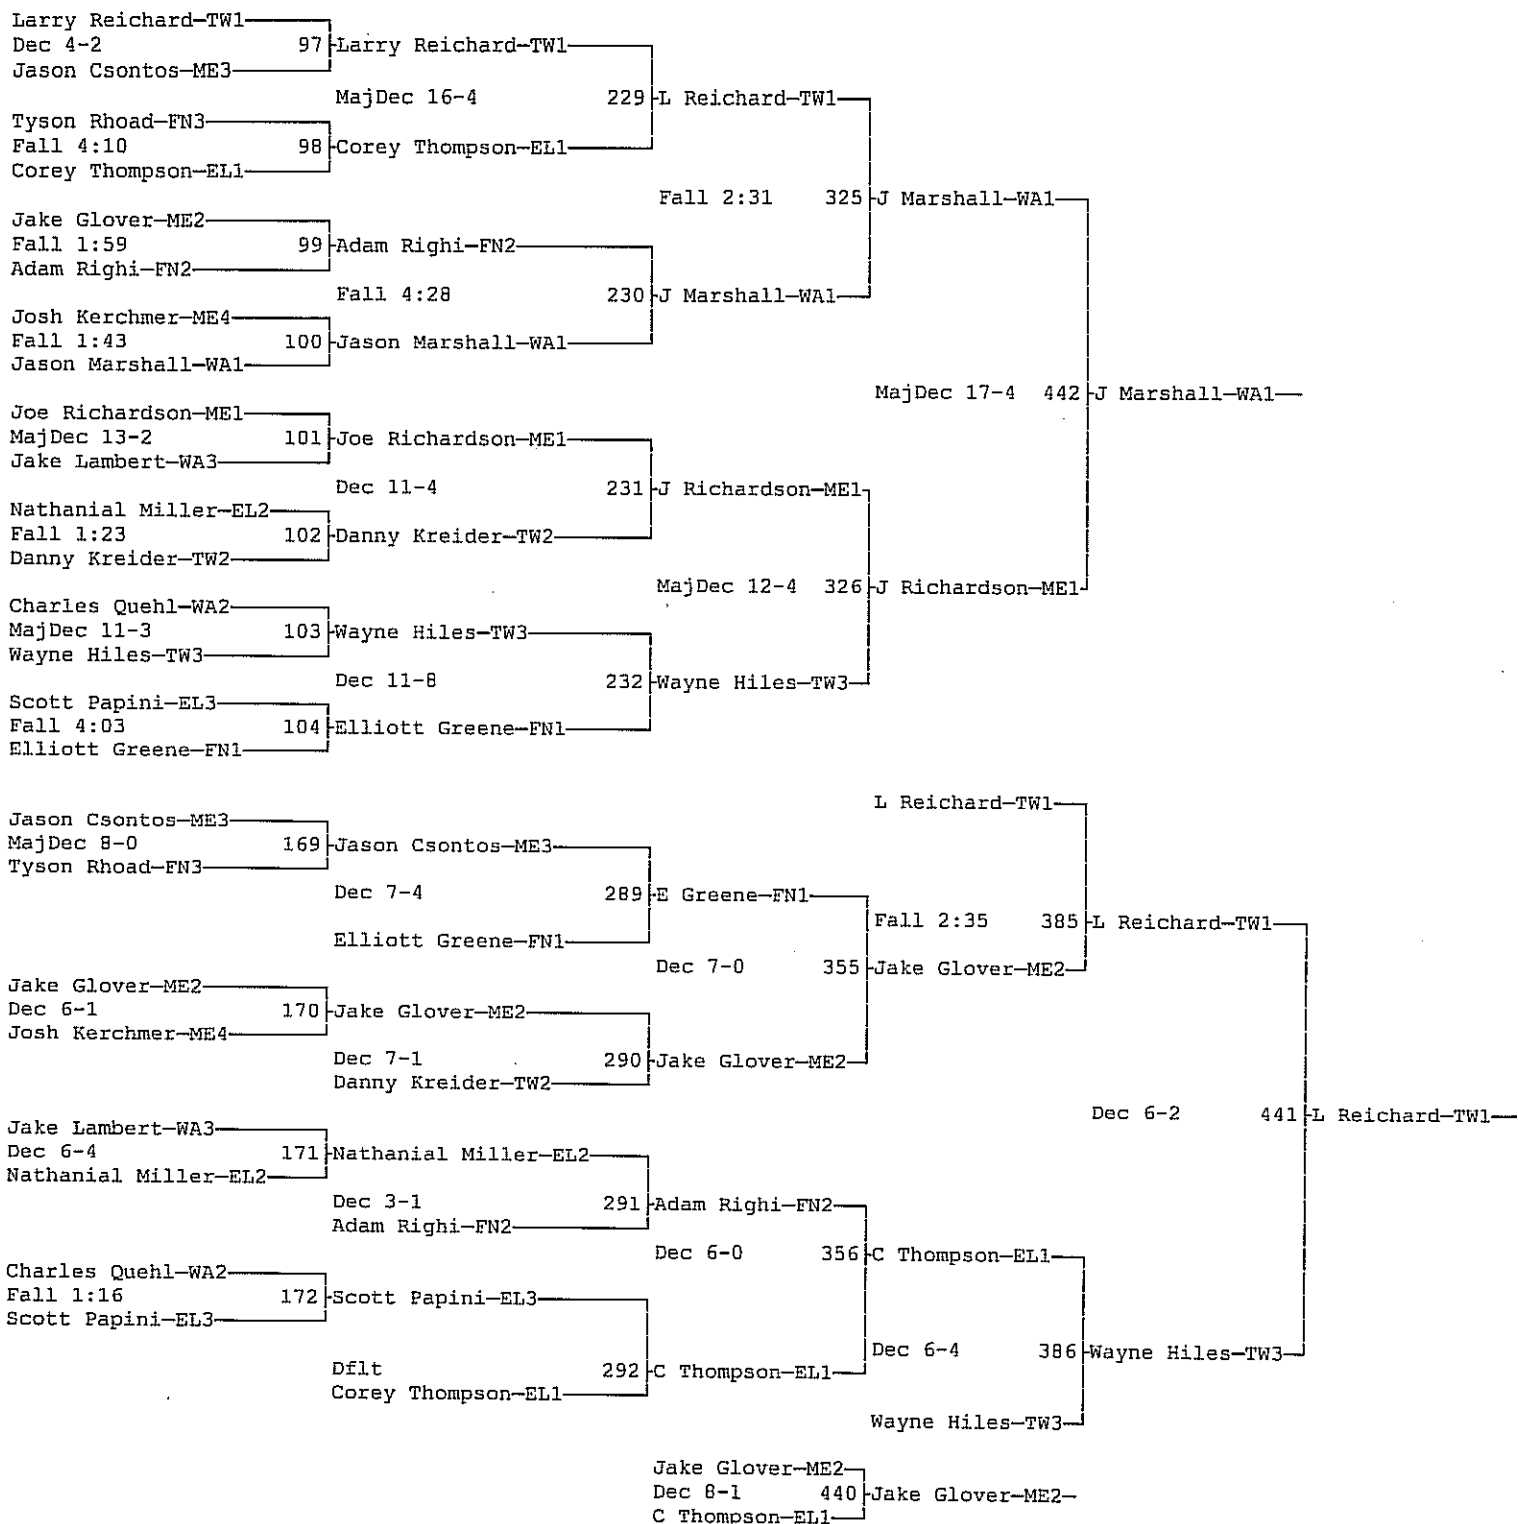 Larry Reichard—TW1
Dec 4-2 97 Larry Reichard—TW1
Jason Csontos—ME3
MajDec 16-4 229 L Reichard—TW1
Tyson Rhoad—FN3
Fall 4:10 98 Corey Thompson—EL1
Corey Thompson—EL1
Fall 2:31 325 J Marshall—WA1
Jake Glover—ME2
Fall 1:59 99 Adam Righi—FN2
Adam Righi—FN2
Fall 4:28 230 J Marshall—WA1
Josh Kerchmer—ME4
Fall 1:43 100 Jason Marshall—WA1
Jason Marshall—WA1
MajDec 17-4 442 J Marshall—WA1
Joe Richardson—ME1
MajDec 13-2 101 Joe Richardson—ME1
Jake Lambert—WA3
Dec 11-4 231 J Richardson—ME1
Nathanial Miller—EL2
Fall 1:23 102 Danny Kreider—TW2
Danny Kreider—TW2
MajDec 12-4 326 J Richardson—ME1
Charles Quehl—WA2
MajDec 11-3 103 Wayne Hiles—TW3
Wayne Hiles—TW3
Dec 11-8 232 Wayne Hiles—TW3
Scott Papini—EL3
Fall 4:03 104 Elliott Greene—FN1
Elliott Greene—FN1
L Reichard—TW1
Jason Csontos—ME3
MajDec 8-0 169 Jason Csontos—ME3
Tyson Rhoad—FN3
Dec 7-4 289 E Greene—FN1
Fall 2:35 385 L Reichard—TW1
Elliott Greene—FN1
Dec 7-0 355 Jake Glover—ME2
Jake Glover—ME2
Dec 6-1 170 Jake Glover—ME2
Josh Kerchmer—ME4
Dec 7-1 290 Jake Glover—ME2
Danny Kreider—TW2
Dec 6-2 441 L Reichard—TW1
Jake Lambert—WA3
Dec 6-4 171 Nathanial Miller—EL2
Nathanial Miller—EL2
Dec 3-1 291 Adam Righi—FN2
Adam Righi—FN2
Dec 6-0 356 C Thompson—EL1
Charles Quehl—WA2
Fall 1:16 172 Scott Papini—EL3
Scott Papini—EL3
Dec 6-4 386 Wayne Hiles—TW3
Dflt 292 C Thompson—EL1
Corey Thompson—EL1
Wayne Hiles—TW3
Jake Glover—ME2
Dec 8-1 440 Jake Glover—ME2
C Thompson—EL1